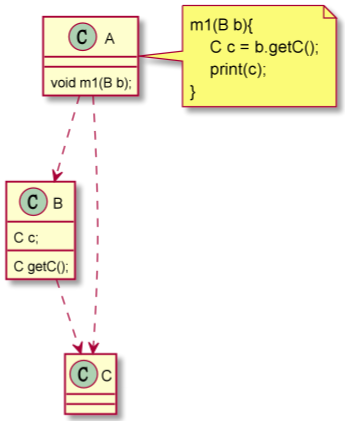 C A
void m1(B b);
m1(B b){
C c = b.getC();
print(c);
}
C B
C c;
C getC();
C C